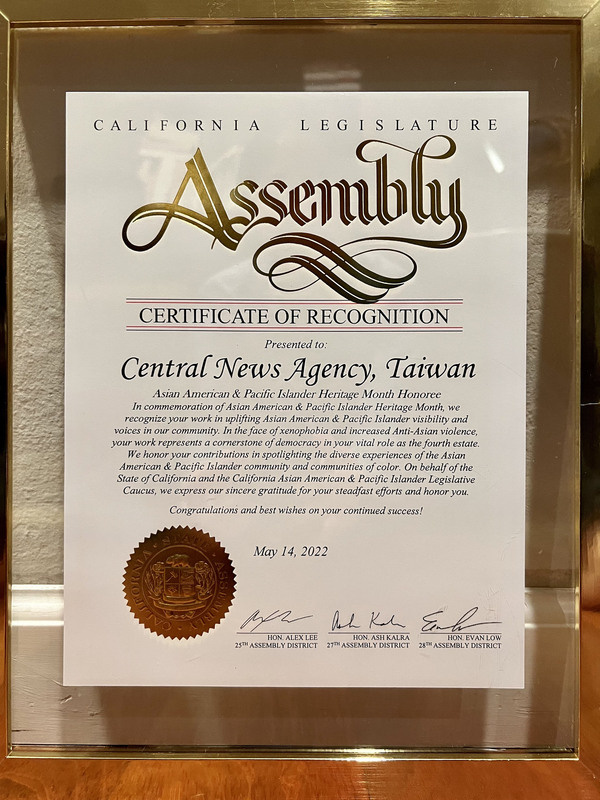 CALIFORNIA LEGISLATURE
Assembly
CERTIFICATE OF RECOGNITION
Presented to:
Central News Agency, Taiwan
Asian American & Pacific Islander Heritage Month Honoree
In commemoration of Asian American & Pacific Islander Heritage Month, we
recognize your work in uplifting Asian American & Pacific Islander visibility and
voices in our community. In the face of xenophobia and increased Anti-Asian violence,
your work represents a cornerstone of democracy in your vital role as the fourth estate.
We honor your contributions in spotlighting the diverse experiences of the Asian
American & Pacific Islander community and communities of color. On behalf of the
State of California and the California Asian American & Pacific Islander Legislative
Caucus, we express our sincere gratitude for your steadfast efforts and honor you.
Congratulations and best wishes on your continued success!
May 14, 2022
HON. ALEX LEE
25TH ASSEMBLY DISTRICT
HON. ASH KALRA
27TH ASSEMBLY DISTRICT
HON. EVAN LOW
28TH ASSEMBLY DISTRICT